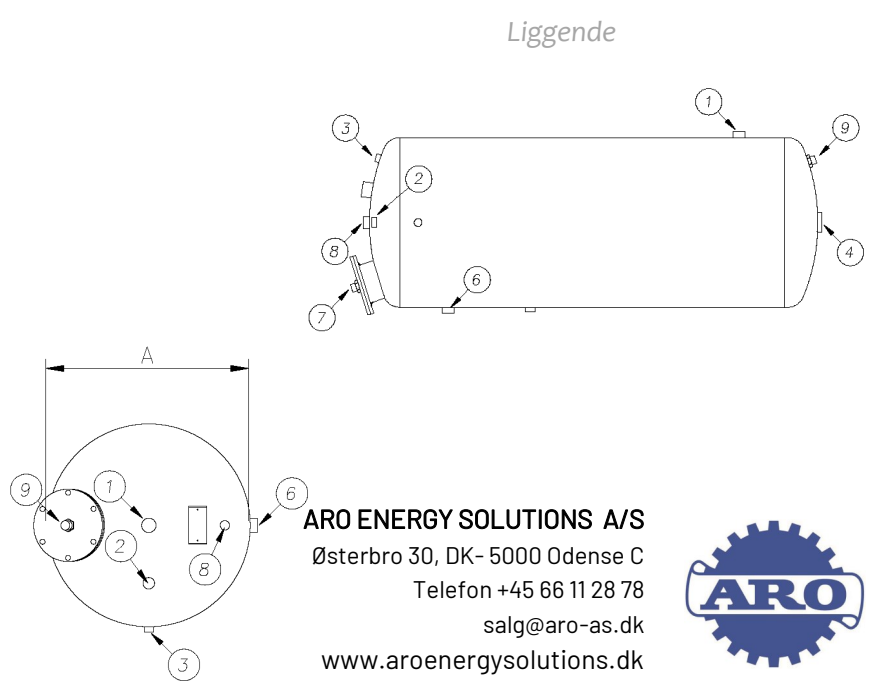 Liggende
1
3
9
2
8
4
6
7
A
9
1
6
2
8
3
ARO ENERGY SOLUTIONS A/S
Østerbro 30, DK- 5000 Odense C
Telefon +45 66 11 28 78
salg@aro-as.dk
www.aroenergysolutions.dk
ARO